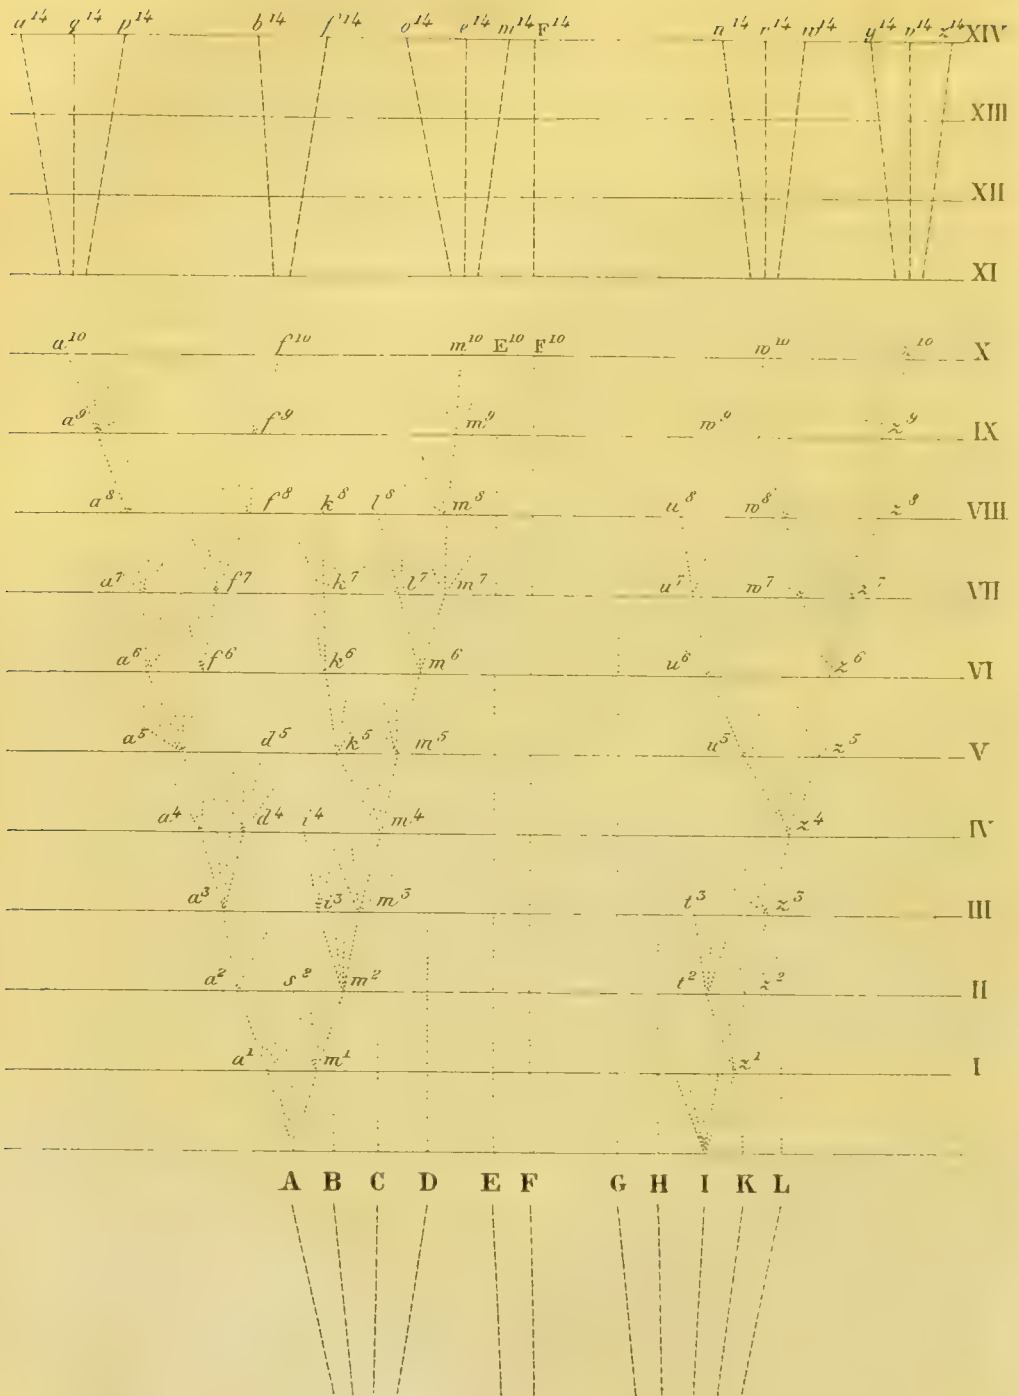 a¹⁴ q¹⁴ p¹⁴ b¹⁴ f¹⁴ o¹⁴ e¹⁴ m¹⁴ F¹⁴ n¹⁴ r¹⁴ w¹⁴ y¹⁴ v¹⁴ z¹⁴ XIV
XIII
XII
XI
a¹⁰ f¹⁰ m¹⁰ E¹⁰ F¹⁰ w¹⁰ z¹⁰ X
a⁹ f⁹ m⁹ w⁹ z⁹ IX
a⁸ f⁸ k⁸ l⁸ m⁸ u⁸ w⁸ z⁸ VIII
a⁷ f⁷ k⁷ l⁷ m⁷ u⁷ w⁷ z⁷ VII
a⁶ f⁶ k⁶ m⁶ u⁶ z⁶ VI
a⁵ d⁵ k⁵ m⁵ u⁵ z⁵ V
a⁴ d⁴ i⁴ m⁴ z⁴ IV
a³ i³ m³ t³ z³ III
a² s² m² t² z² II
a¹ m¹ z¹ I
A B C D E F G H I K L